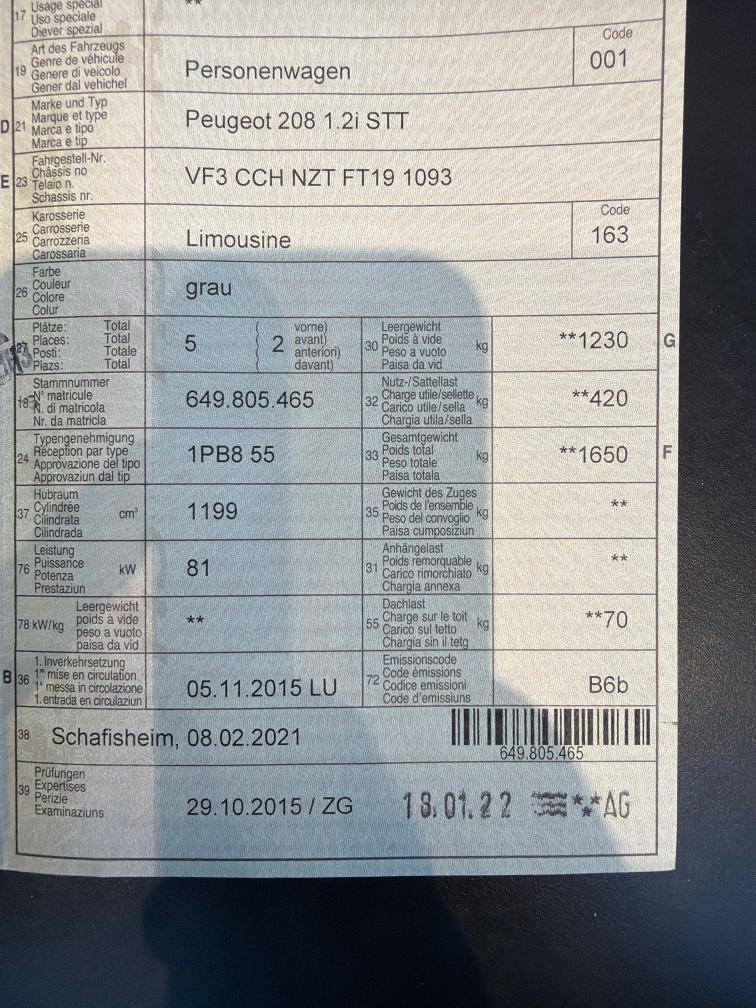 **
17 Usage spécial
Uso speciale
Diever spezial
19 Art des Fahrzeugs
Genre de véhicule
Genere di veicolo
Gener dal vehichel
Personenwagen
Code
001
D 21 Marke und Typ
Marque et type
Marca e tipo
Marca e tip
Peugeot 208 1.2i STT
E 23 Fahrgestell-Nr.
Châssis no
Telaio n.
Schassis nr.
VF3 CCH NZT FT19 1093
25 Karosserie
Carrosserie
Carrozzeria
Carossaria
Limousine
Code
163
26 Farbe
Couleur
Colore
Colur
grau
27 Plätze: Total
Places: Total
Posti: Totale
Plazs: Total
5 ( 2 vorne)
avant)
anteriori)
davant)
30 Leergewicht
Poids à vide
Peso a vuoto
Paisa da vid
kg
**1230
G
18 Stammnummer
N° matricule
N. di matricola
Nr. da matricla
649.805.465
32 Nutz-/Sattellast
Charge utile/sellette
Carico utile/sella
Chargia utila/sella
kg
**420
24 Typengenehmigung
Réception par type
Approvazione del tipo
Approvaziun dal tip
1PB8 55
33 Gesamtgewicht
Poids total
Peso totale
Paisa totala
kg
**1650
F
37 Hubraum
Cylindrée
Cilindrata
Cilindrada
cm³
1199
35 Gewicht des Zuges
Poids de l'ensemble
Peso del convoglio
Paisa cumposiziun
kg
**
76 Leistung
Puissance
Potenza
Prestaziun
kW
81
31 Anhängelast
Poids remorquable
Carico rimorchiato
Chargia annexa
kg
**
78 kW/kg
Leergewicht
poids à vide
peso a vuoto
paisa da vid
**
55 Dachlast
Charge sur le toit
Carico sul tetto
Chargia sin il tetg
kg
**70
B 36 1. Inverkehrsetzung
1re mise en circulation
1a messa in circolazione
1. entrada en circulaziun
05.11.2015 LU
72 Emissionscode
Code émissions
Codice emissioni
Code d'emissiuns
B6b
38 Schafisheim, 08.02.2021
649.805.465
39 Prüfungen
Expertises
Perizie
Examinaziuns
29.10.2015 / ZG
18.01.22 AG